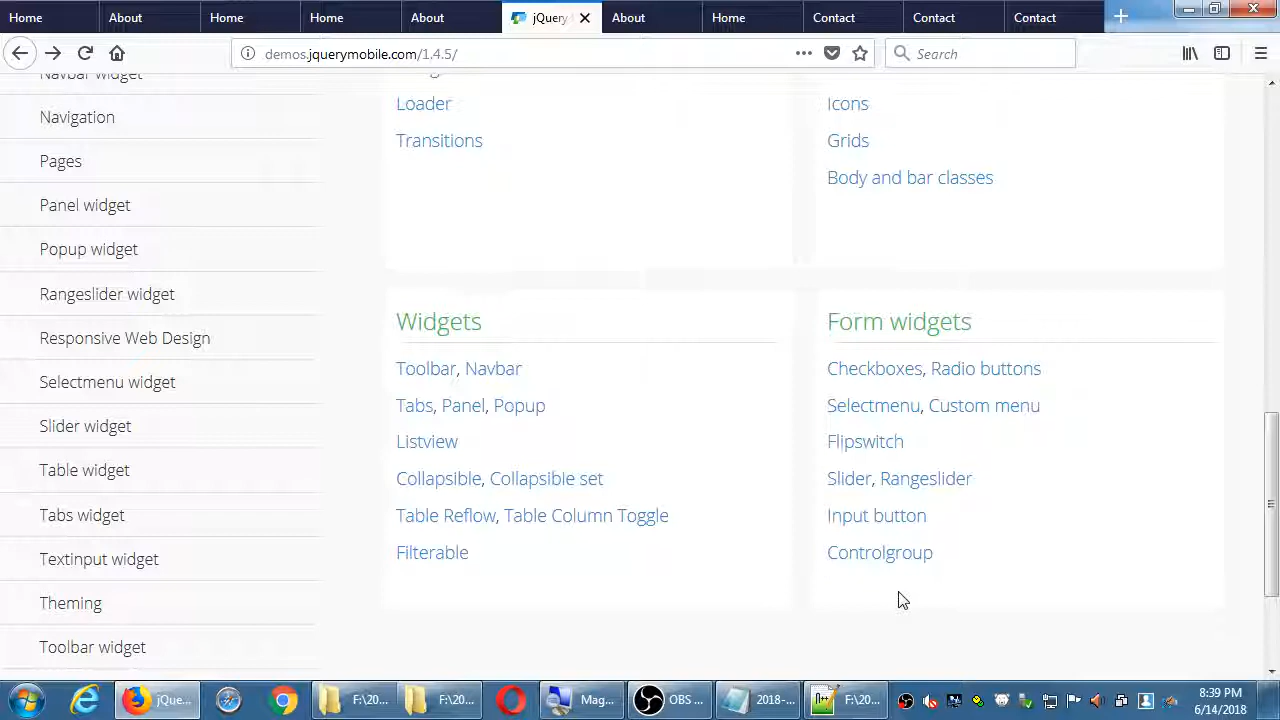 Home
About
Home
Home
About
jQuery
About
Home
Contact
Contact
Contact
demos.jquerymobile.com/1.4.5/
Search
Navbar widget
Navigation
Pages
Panel widget
Popup widget
Rangeslider widget
Responsive Web Design
Selectmenu widget
Slider widget
Table widget
Tabs widget
Textinput widget
Theming
Toolbar widget
Loader
Transitions
Icons
Grids
Body and bar classes
Widgets
Toolbar, Navbar
Tabs, Panel, Popup
Listview
Collapsible, Collapsible set
Table Reflow, Table Column Toggle
Filterable
Form widgets
Checkboxes, Radio buttons
Selectmenu, Custom menu
Flipswitch
Slider, Rangeslider
Input button
Controlgroup
jQue...
F:\20...
F:\20...
Mag...
OBS ...
2018-...
F:\20...
8:39 PM
6/14/2018